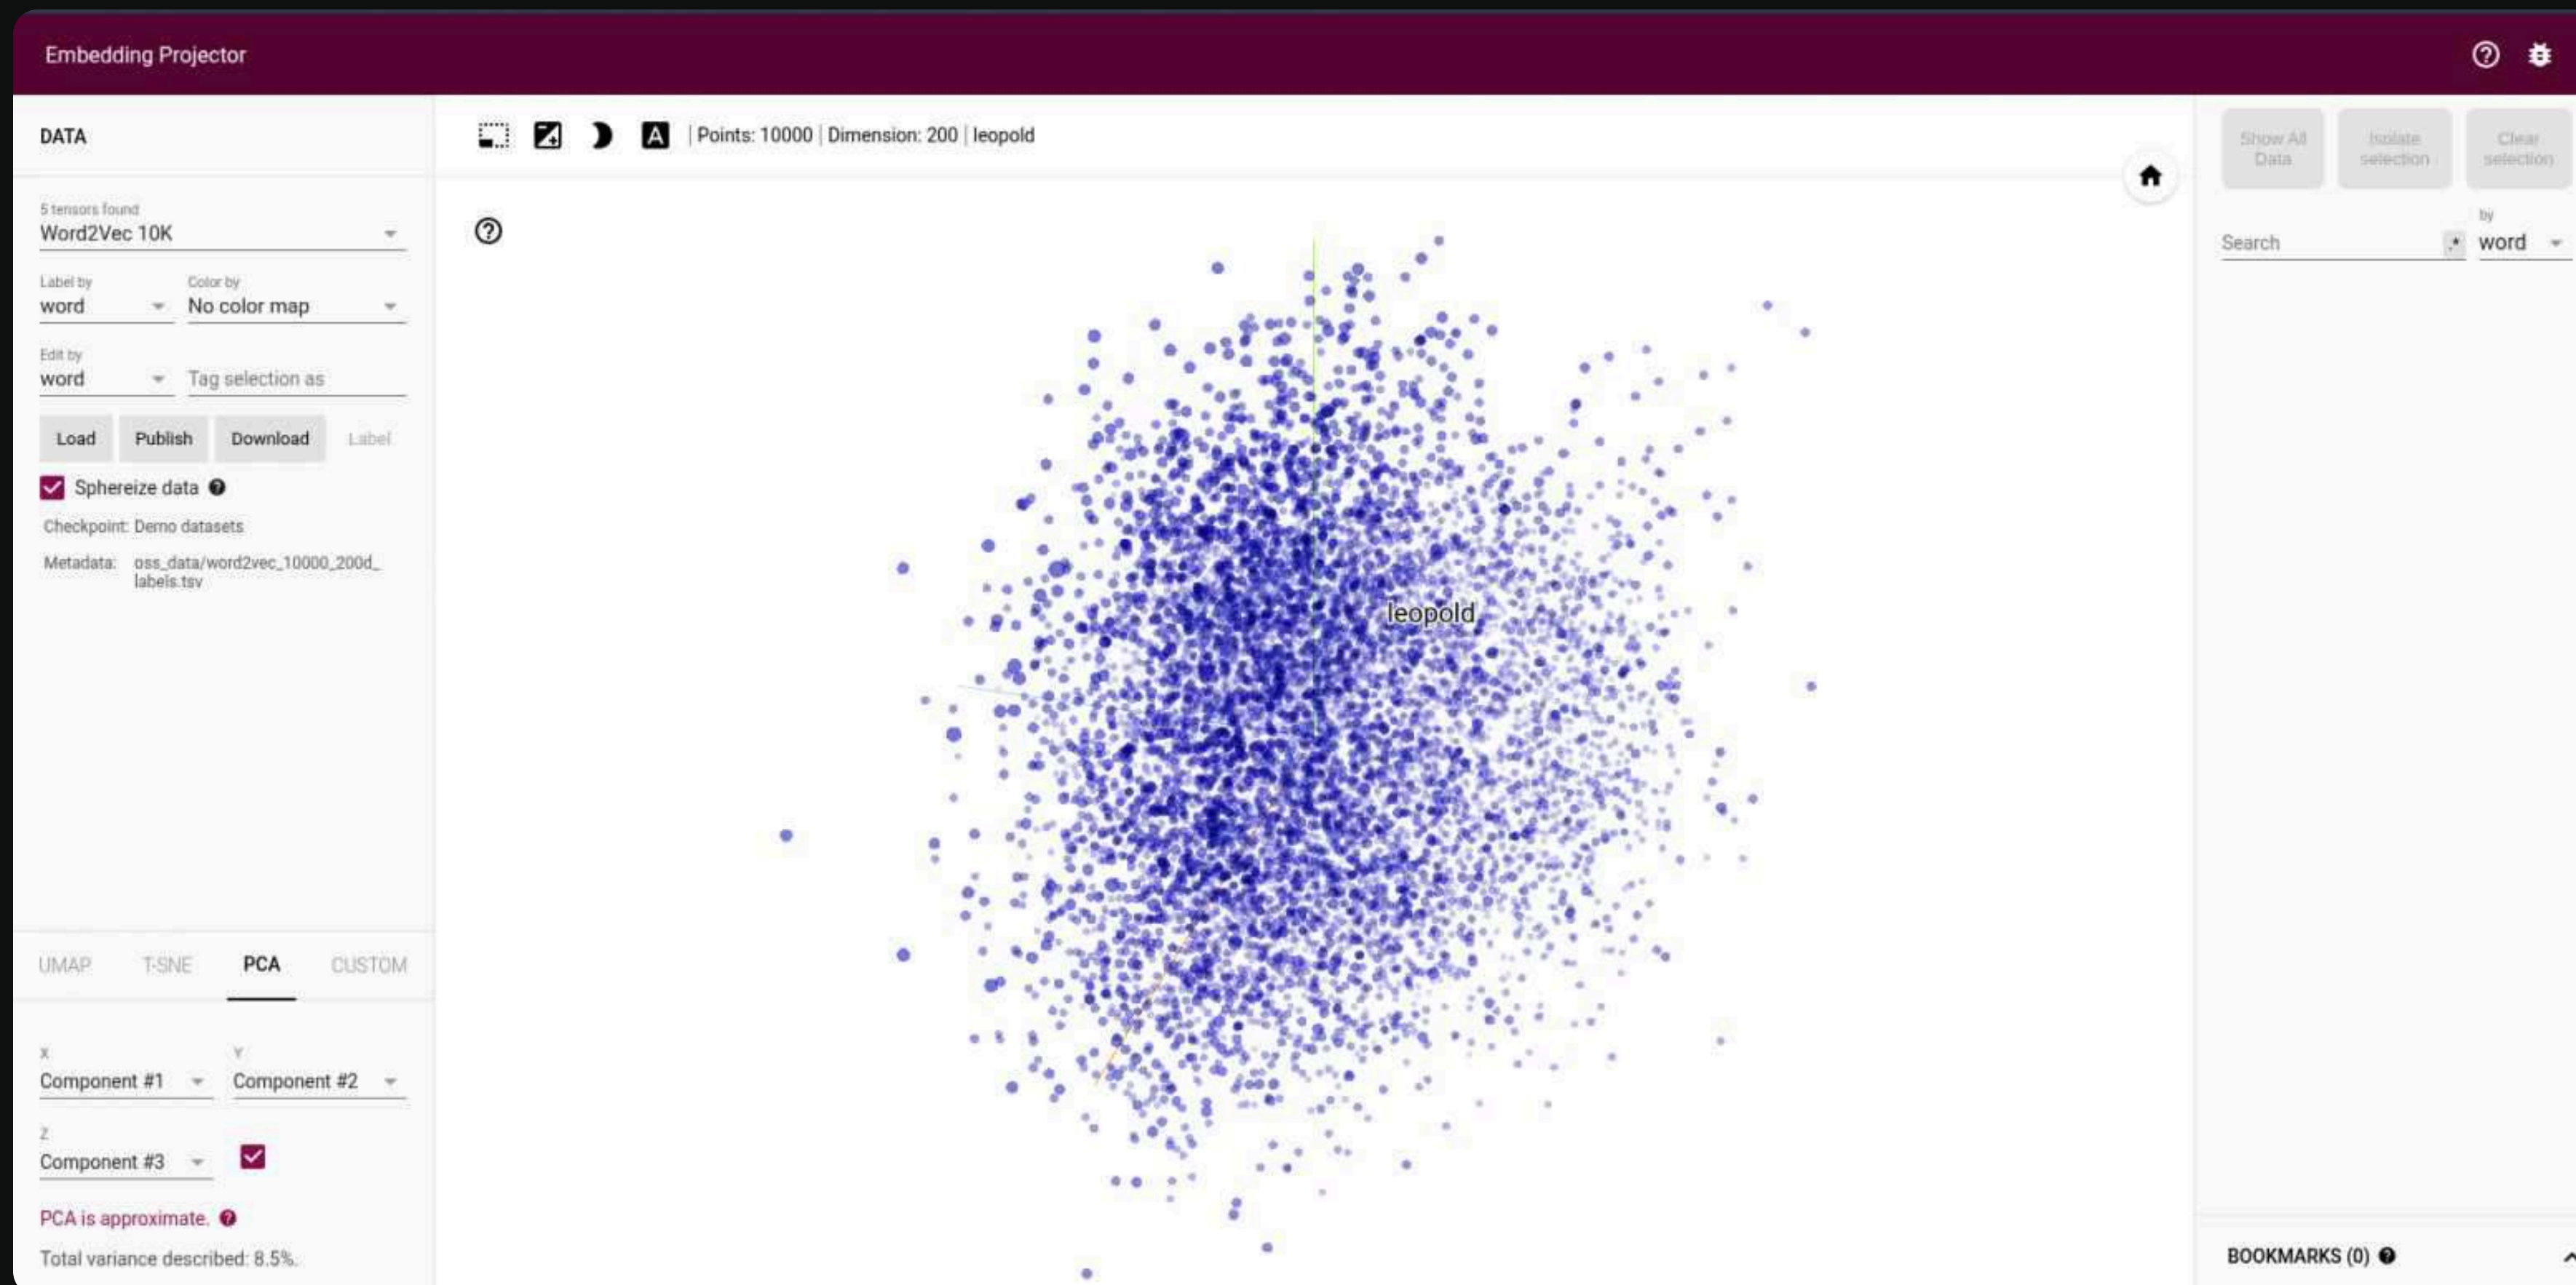 Embedding Projector
DATA
5 tensors found
Word2Vec 10K
Label by
Color by
word
No color map
Edit by
word
Tag selection as
Load
Publish
Download
Label
Sphereize data
Checkpoint: Demo datasets
Metadata: oss_data/word2vec_10000_200d_
labels.tsv
UMAP
T-SNE
PCA
CUSTOM
X
Y
Component #1
Component #2
Z
Component #3
PCA is approximate.
Total variance described: 8.5%.
A
| Points: 10000 | Dimension: 200 | leopold
leopold
Show All
Data
Isolate
selection
Clear
selection
Search
.*
by
word
BOOKMARKS (0)